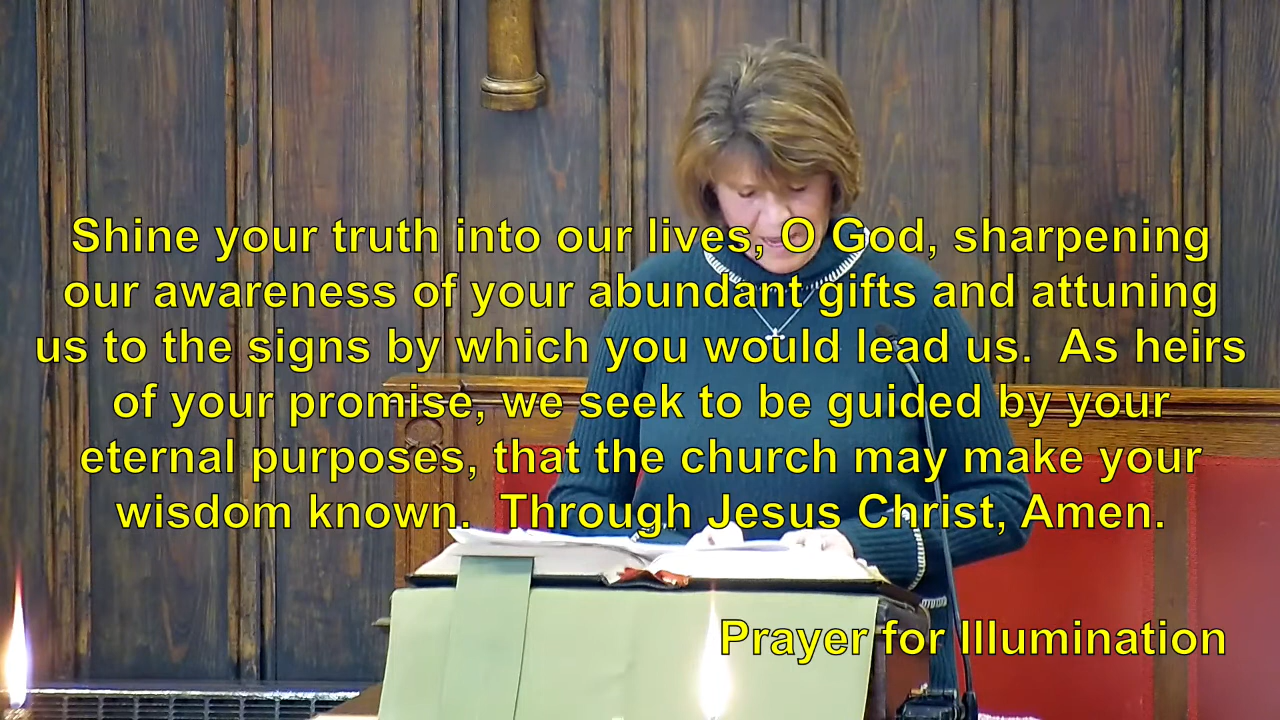 Shine your truth into our lives, O God, sharpening
our awareness of your abundant gifts and attuning
us to the signs by which you would lead us.  As heirs
of your promise, we seek to be guided by your
eternal purposes, that the church may make your
wisdom known.  Through Jesus Christ, Amen.
Prayer for Illumination